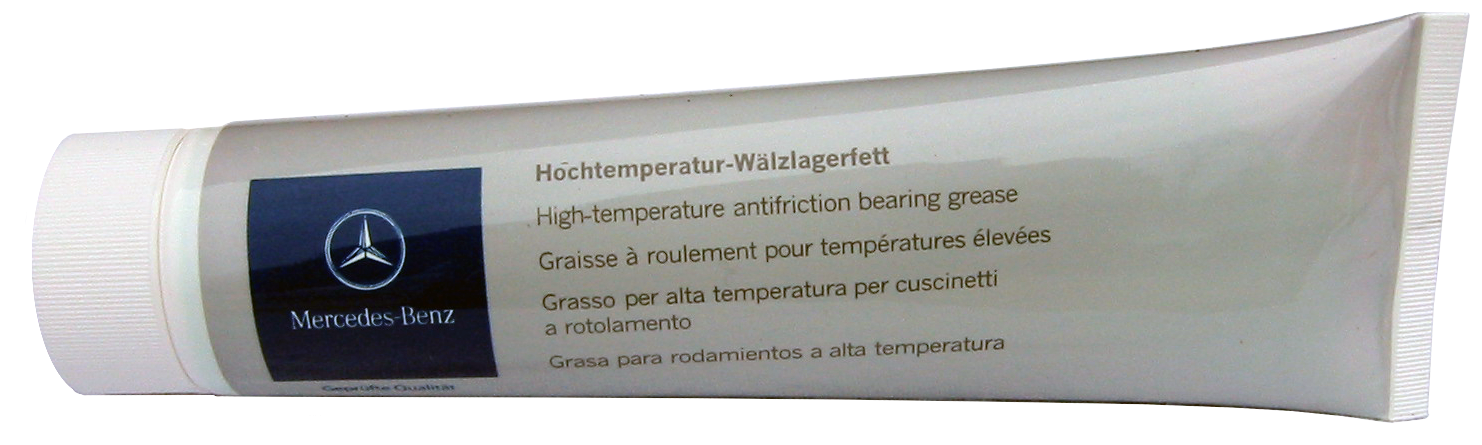 Mercedes-Benz
Geprüfte Qualität
Hochtemperatur-Wälzlagerfett
High-temperature antifriction bearing grease
Graisse à roulement pour températures élevées
Grasso per alta temperatura per cuscinetti
a rotolamento
Grasa para rodamientos a alta temperatura